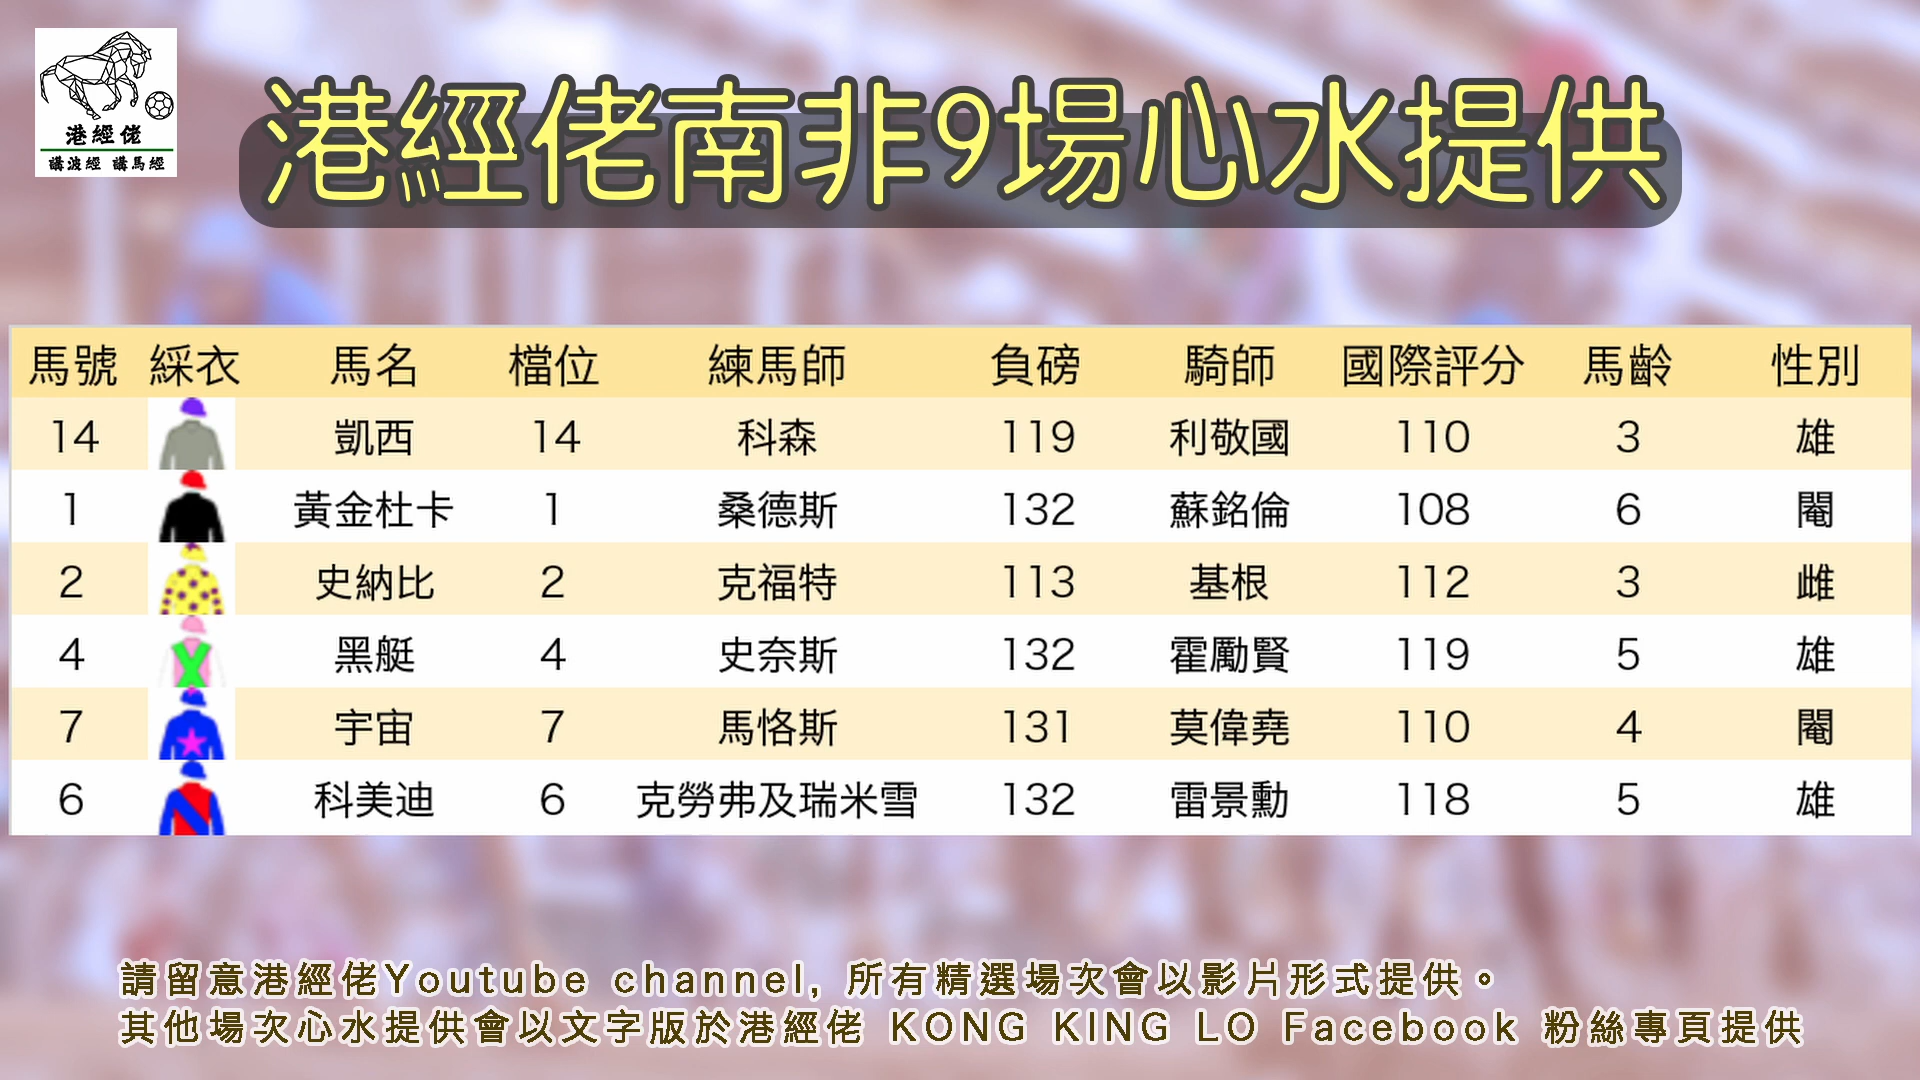 港經佬
講波經 講馬經
港經佬南非9場心水提供
馬號 綵衣 馬名 檔位 練馬師 負磅 騎師 國際評分 馬齡 性別
14 凱西 14 科森 119 利敬國 110 3 雄
1 黃金杜卡 1 桑德斯 132 蘇銘倫 108 6 閹
2 史納比 2 克福特 113 基根 112 3 雌
4 黑艇 4 史奈斯 132 霍勵賢 119 5 雄
7 宇宙 7 馬恪斯 131 莫偉堯 110 4 閹
6 科美迪 6 克勞弗及瑞米雪 132 雷景勳 118 5 雄
請留意港經佬Youtube channel, 所有精選場次會以影片形式提供。
其他場次心水提供會以文字版於港經佬 KONG KING LO Facebook 粉絲專頁提供